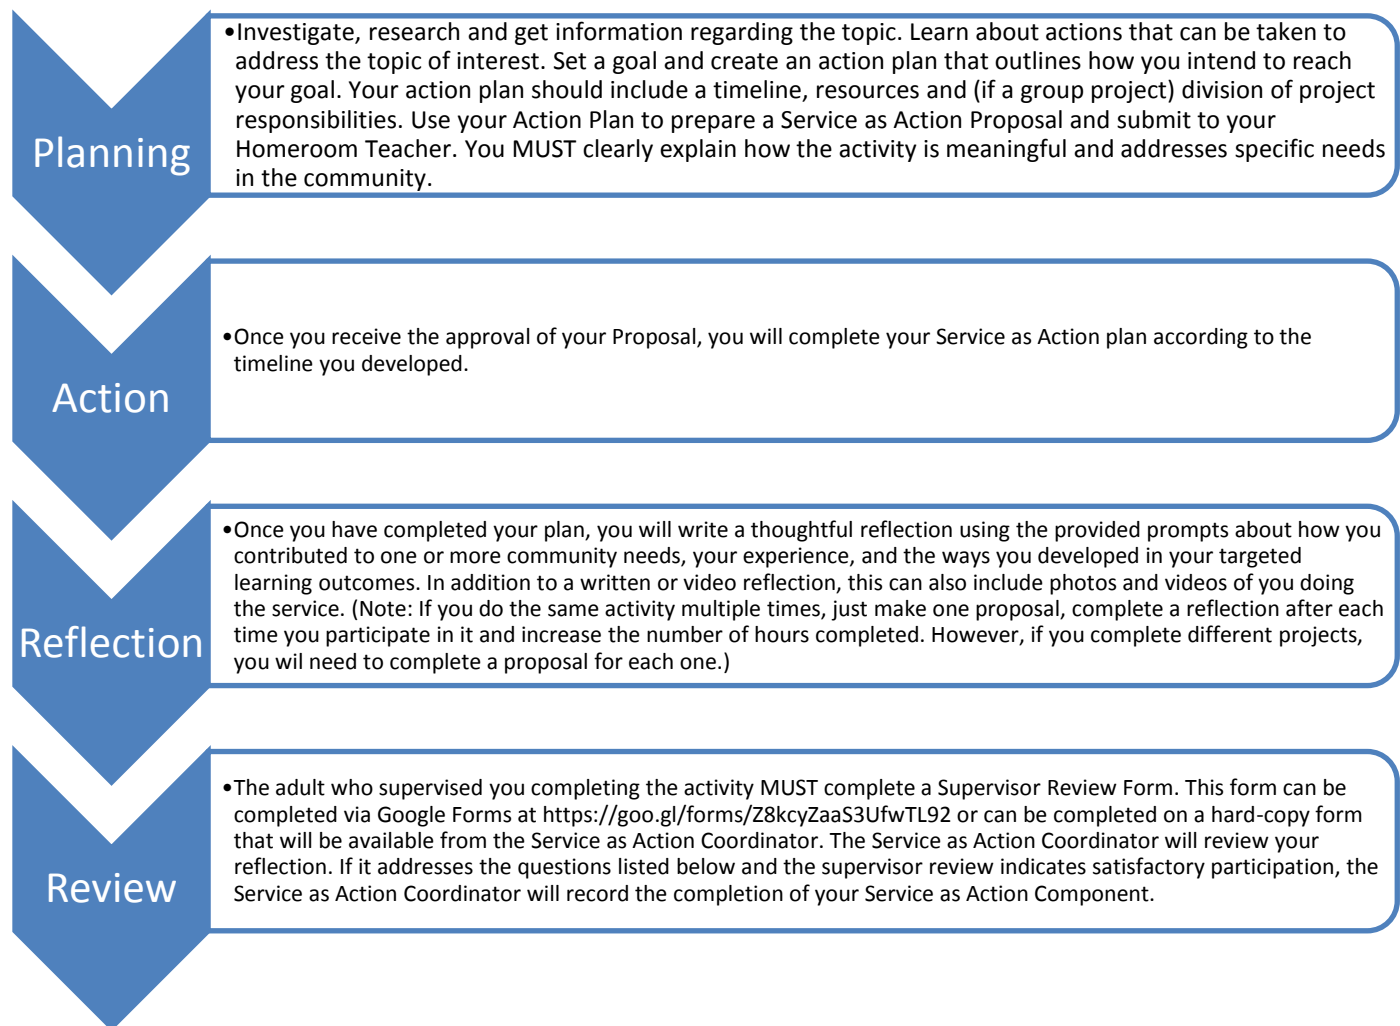 Planning
•Investigate, research and get information regarding the topic. Learn about actions that can be taken to
address the topic of interest. Set a goal and create an action plan that outlines how you intend to reach
your goal. Your action plan should include a timeline, resources and (if a group project) division of project
responsibilities. Use your Action Plan to prepare a Service as Action Proposal and submit to your
Homeroom Teacher. You MUST clearly explain how the activity is meaningful and addresses specific needs
in the community.
Action
•Once you receive the approval of your Proposal, you will complete your Service as Action plan according to the
timeline you developed.
Reflection
•Once you have completed your plan, you will write a thoughtful reflection using the provided prompts about how you
contributed to one or more community needs, your experience, and the ways you developed in your targeted
learning outcomes. In addition to a written or video reflection, this can also include photos and videos of you doing
the service. (Note: If you do the same activity multiple times, just make one proposal, complete a reflection after each
time you participate in it and increase the number of hours completed. However, if you complete different projects,
you wil need to complete a proposal for each one.)
Review
•The adult who supervised you completing the activity MUST complete a Supervisor Review Form. This form can be
completed via Google Forms at https://goo.gl/forms/Z8kcyZaaS3UfwTL92 or can be completed on a hard-copy form
that will be available from the Service as Action Coordinator. The Service as Action Coordinator will review your
reflection. If it addresses the questions listed below and the supervisor review indicates satisfactory participation, the
Service as Action Coordinator will record the completion of your Service as Action Component.